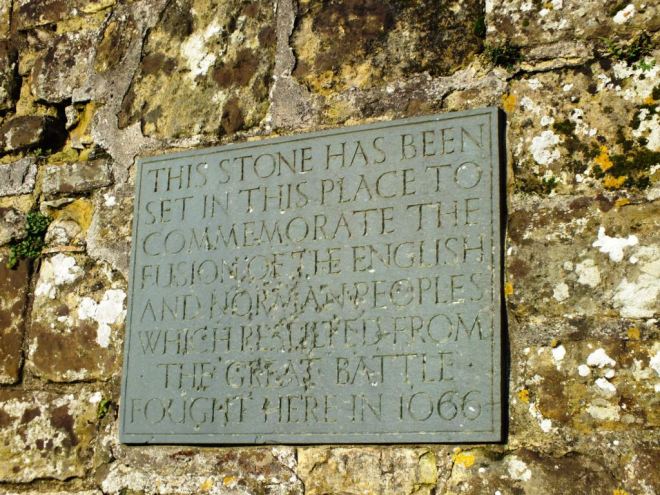 THIS STONE HAS BEEN
SET IN THIS PLACE TO
COMMEMORATE THE
FUSION OF THE ENGLISH
AND NORMAN PEOPLES
WHICH RESULTED FROM
THE GREAT BATTLE
FOUGHT HERE IN 1066